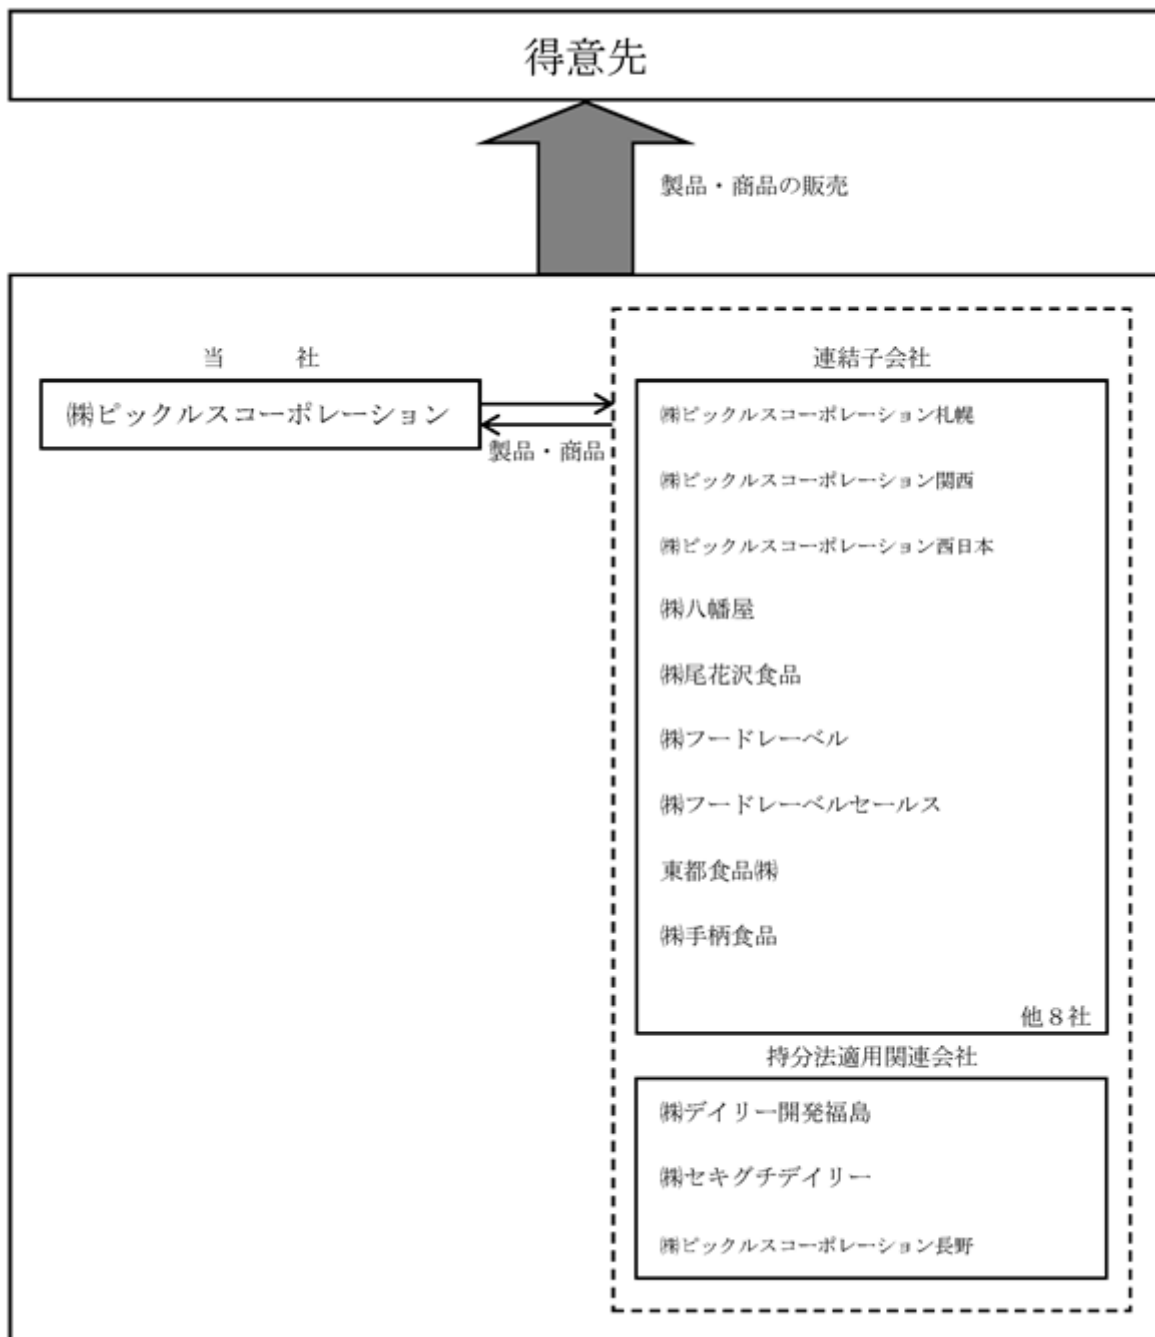 得意先
製品・商品の販売
当　　　社
㈱ピックルスコーポレーション
製品・商品
連結子会社
㈱ピックルスコーポレーション札幌
㈱ピックルスコーポレーション関西
㈱ピックルスコーポレーション西日本
㈱八幡屋
㈱尾花沢食品
㈱フードレーベル
㈱フードレーベルセールス
東都食品㈱
㈱手柄食品
他８社
持分法適用関連会社
㈱デイリー開発福島
㈱セキグチデイリー
㈱ピックルスコーポレーション長野